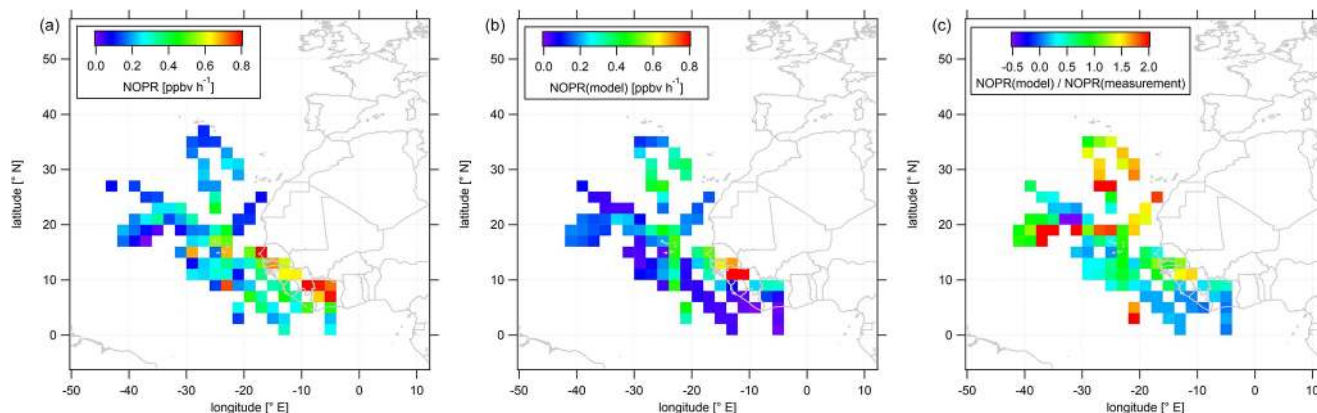 (a)
0.0 0.2 0.4 0.6 0.8
NOPR [ppbv h⁻¹]
50
40
30
20
10
0
latitude [° N]
-50 -40 -30 -20 -10 0 10
longitude [° E]
(b)
0.0 0.2 0.4 0.6 0.8
NOPR(model) [ppbv h⁻¹]
50
40
30
20
10
0
latitude [° N]
-50 -40 -30 -20 -10 0 10
longitude [° E]
(c)
-0.5 0.0 0.5 1.0 1.5 2.0
NOPR(model) / NOPR(measurement)
50
40
30
20
10
0
latitude [° N]
-50 -40 -30 -20 -10 0 10
longitude [° E]